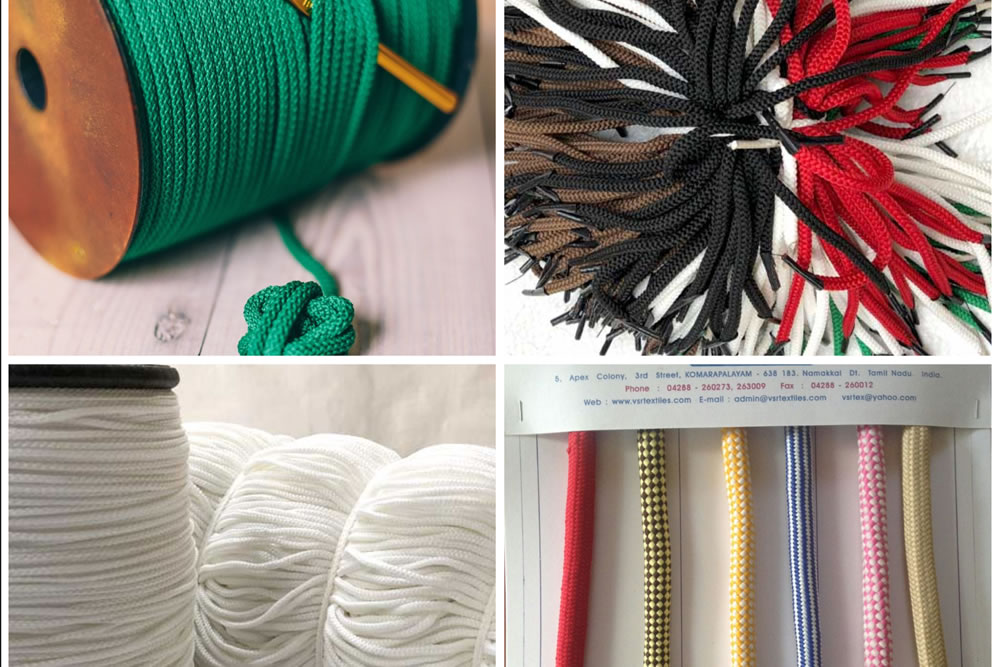 5, Apex Colony, 3rd Street, KOMARAPALAYAM - 638 183. Namakkal Dt. Tamil Nadu. India.
Phone : 04288 - 260273, 263009 Fax : 04288 - 260012
Web : www.vsrtextiles.com E-mail : admin@vsrtextiles.com vsrtex@yahoo.com